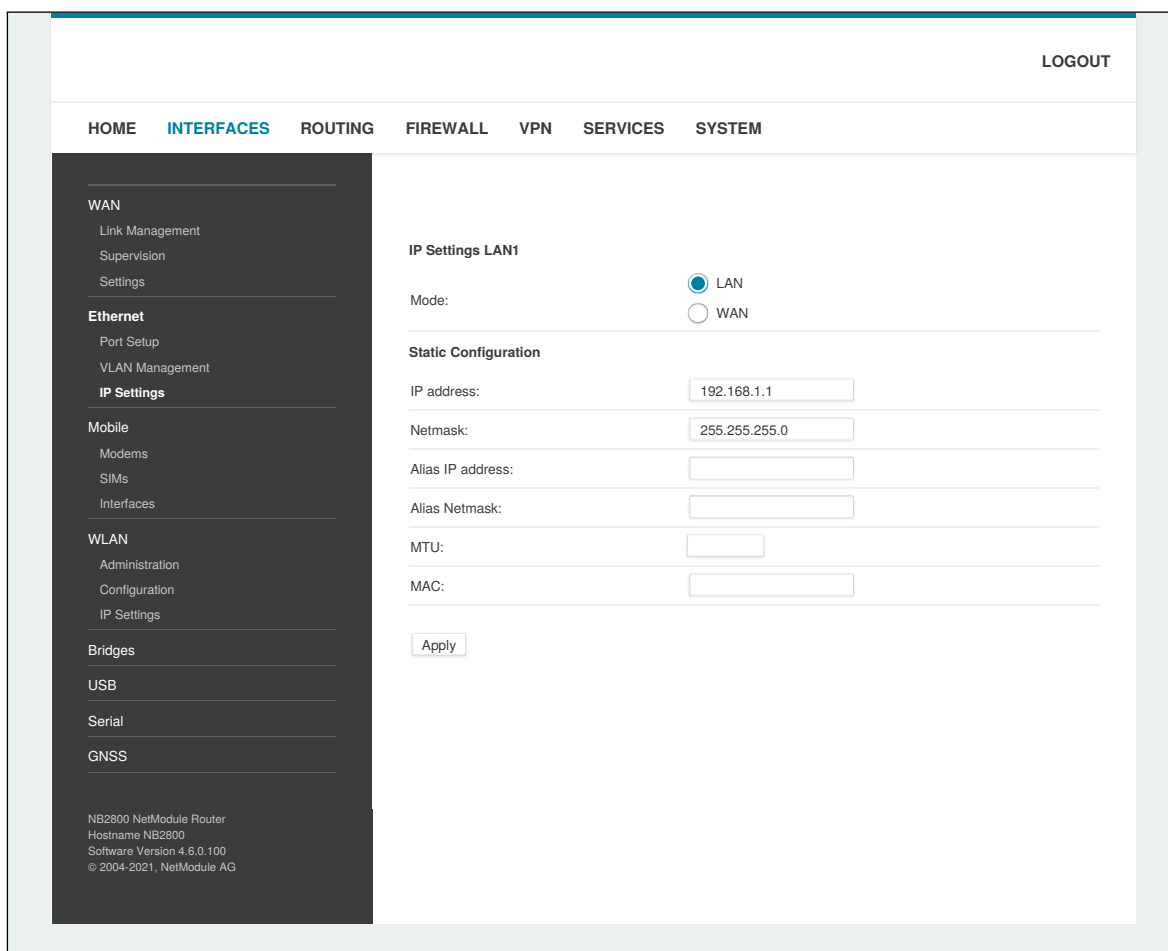 LOGOUT
HOME INTERFACES ROUTING FIREWALL VPN SERVICES SYSTEM
WAN
Link Management
Supervision
Settings
Ethernet
Port Setup
VLAN Management
IP Settings
Mobile
Modems
SIMs
Interfaces
WLAN
Administration
Configuration
IP Settings
Bridges
USB
Serial
GNSS
NB2800 NetModule Router
Hostname NB2800
Software Version 4.6.0.100
© 2004-2021, NetModule AG
IP Settings LAN1
Mode:
LAN
WAN
Static Configuration
IP address: 192.168.1.1
Netmask: 255.255.255.0
Alias IP address:
Alias Netmask:
MTU:
MAC:
Apply